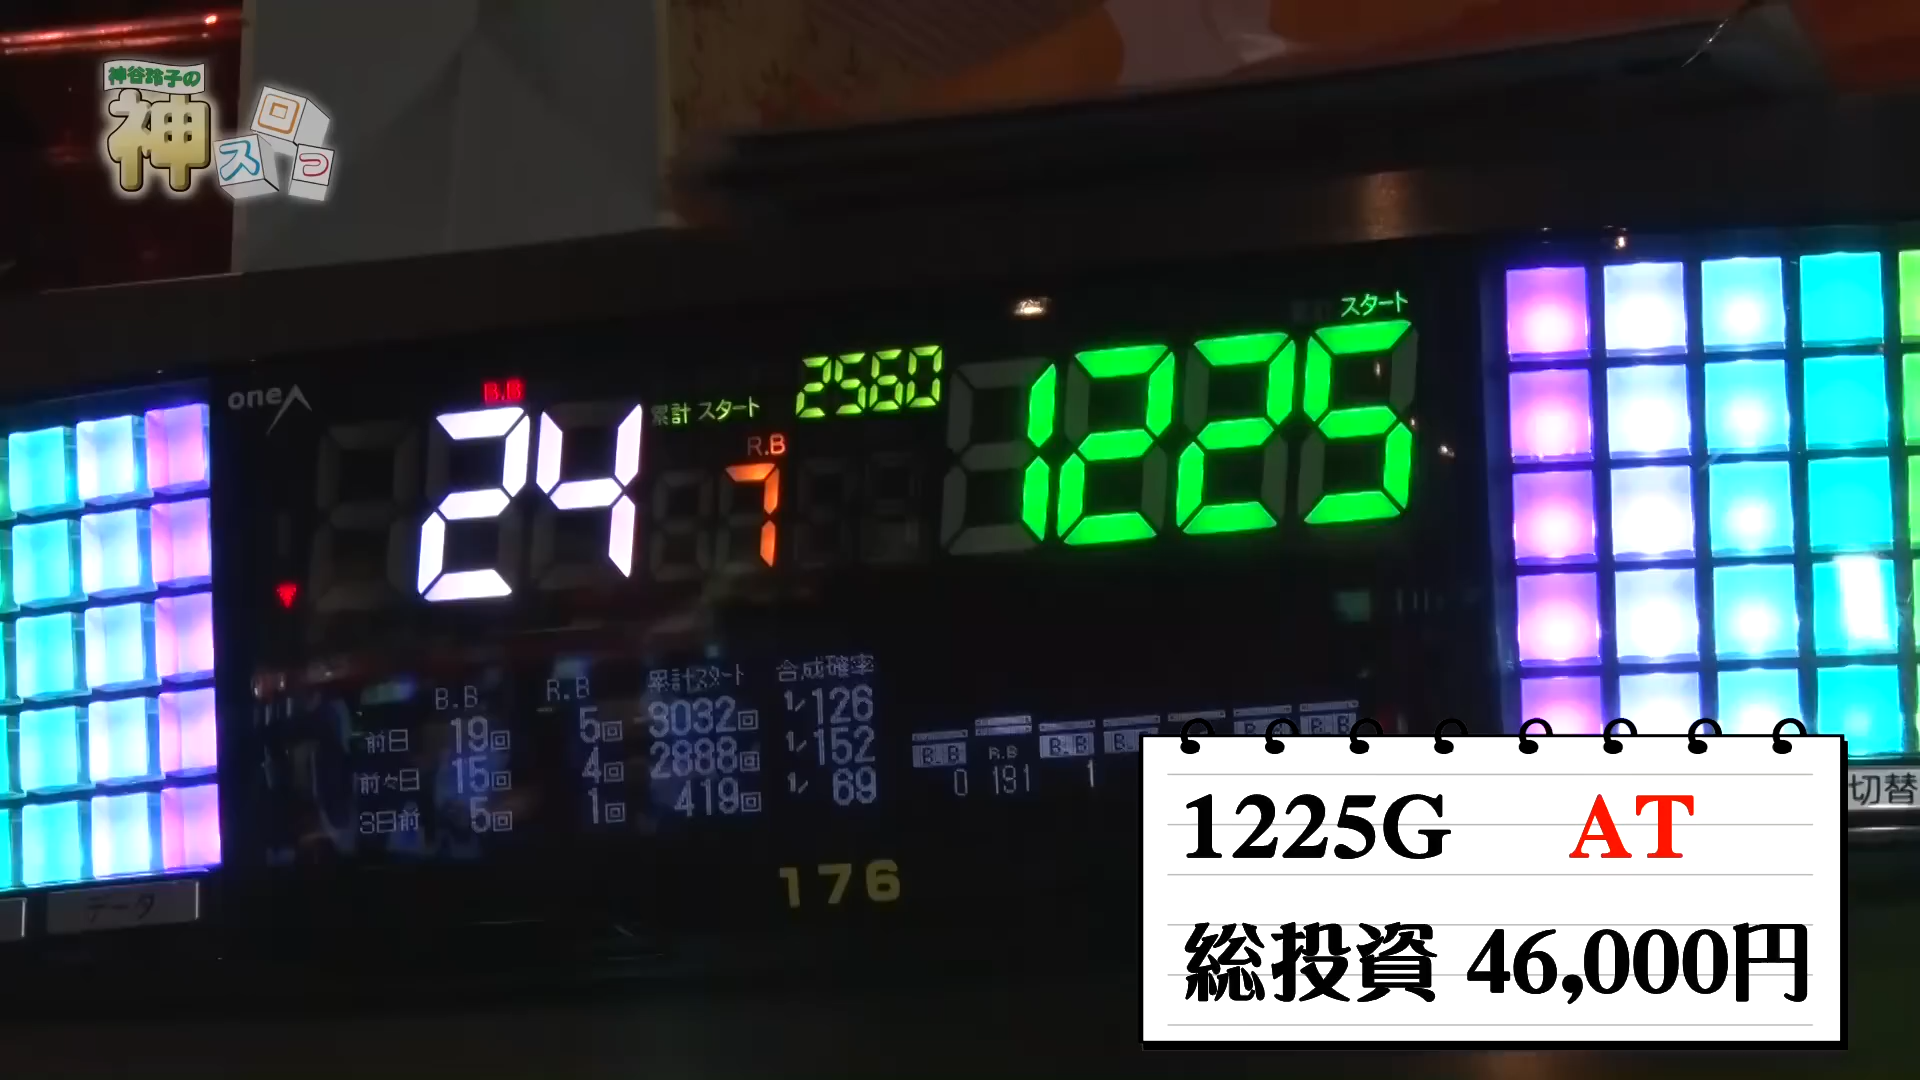 神谷玲子の
神スロっ
スタート
oneA
B.B
24
累計 スタート 2560
1225
R.B
7
B.B R.B 累計スタート 合成確率
前日 19回 5回 3032回 1/126
前々日 15回 4回 2888回 1/152
3日前 5回 1回 419回 1/69
B.B R.B B.B B.B B.B
0 191 1
176
データ
切替
1225G AT
総投資 46,000円